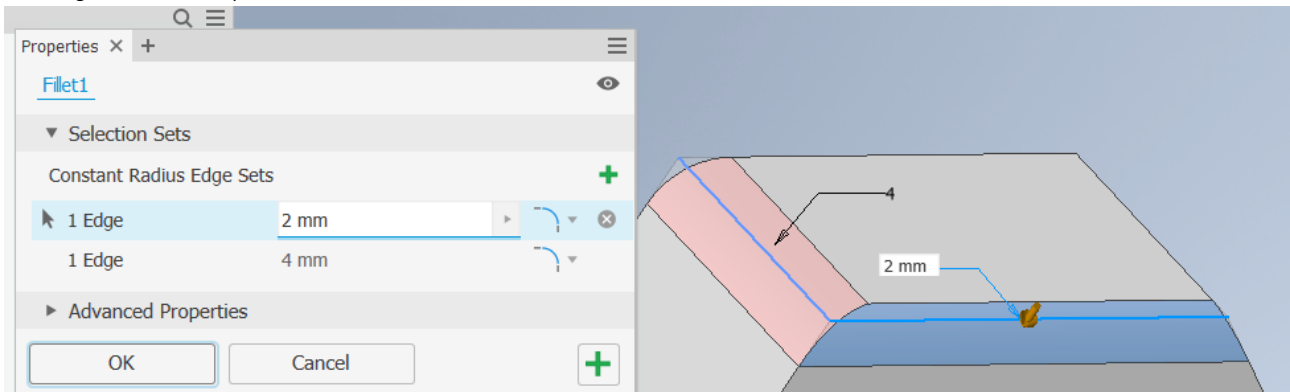 Properties × +
Fillet1
Selection Sets
Constant Radius Edge Sets
1 Edge 2 mm
1 Edge 4 mm
Advanced Properties
OK Cancel
4
2 mm